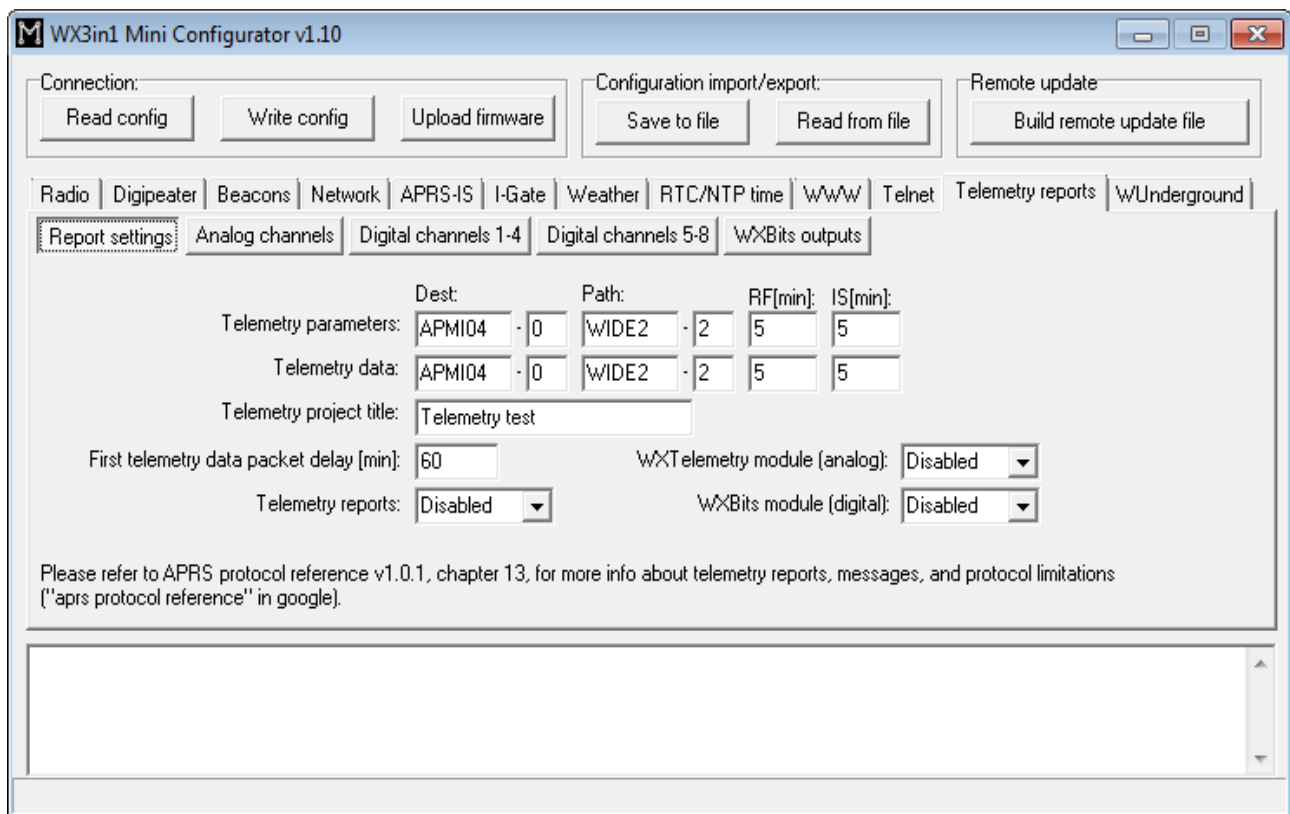 WX3in1 Mini Configurator v1.10
Connection: Configuration import/export: Remote update
Read config Write config Upload firmware Save to file Read from file Build remote update file
Radio Digipeater Beacons Network APRS-IS I-Gate Weather RTC/NTP time WWW Telnet Telemetry reports WUnderground
Report settings Analog channels Digital channels 1-4 Digital channels 5-8 WXBits outputs
Dest: Path: RF[min]: IS[min]:
Telemetry parameters: APMI04 - 0 WIDE2 - 2 5 5
Telemetry data: APMI04 - 0 WIDE2 - 2 5 5
Telemetry project title: Telemetry test
First telemetry data packet delay [min]: 60 WXTelemetry module (analog): Disabled
Telemetry reports: Disabled WXBits module (digital): Disabled
Please refer to APRS protocol reference v1.0.1, chapter 13, for more info about telemetry reports, messages, and protocol limitations
("aprs protocol reference" in google).